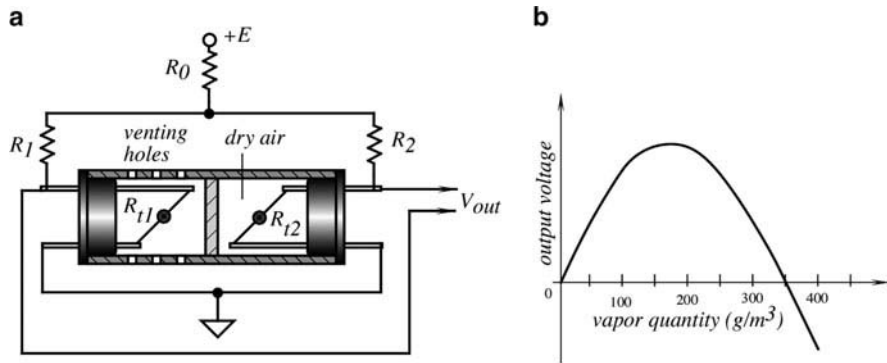 a
+E
R0
R1
venting holes
dry air
R2
Rt1
Rt2
Vout
b
output voltage
0
100
200
300
400
vapor quantity (g/m³)